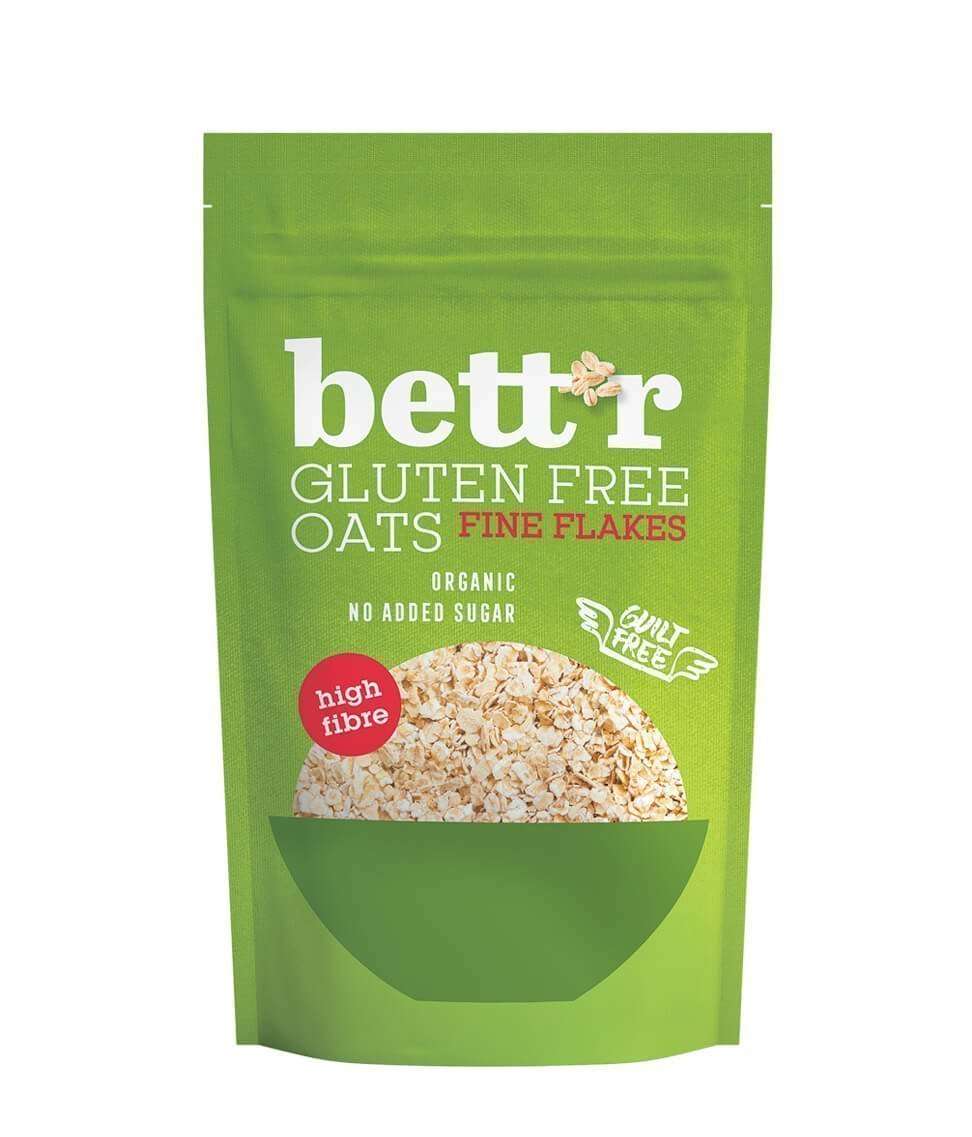 bett'r
GLUTEN FREE
OATS FINE FLAKES
ORGANIC
NO ADDED SUGAR
GUILT
FREE
high
fibre